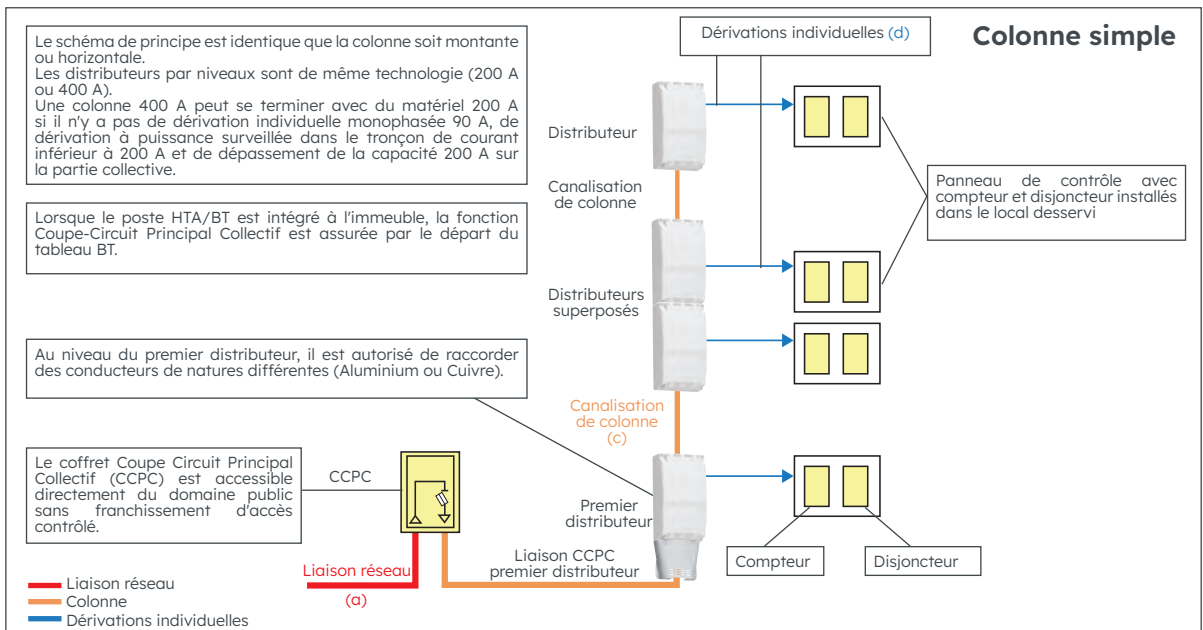 Colonne simple
Le schéma de principe est identique que la colonne soit montante
ou horizontale.
Les distributeurs par niveaux sont de même technologie (200 A
ou 400 A).
Une colonne 400 A peut se terminer avec du matériel 200 A
si il n'y a pas de dérivation individuelle monophasée 90 A, de
dérivation à puissance surveillée dans le tronçon de courant
inférieur à 200 A et de dépassement de la capacité 200 A sur
la partie collective.
Lorsque le poste HTA/BT est intégré à l'immeuble, la fonction
Coupe-Circuit Principal Collectif est assurée par le départ du
tableau BT.
Au niveau du premier distributeur, il est autorisé de raccorder
des conducteurs de natures différentes (Aluminium ou Cuivre).
Le coffret Coupe Circuit Principal
Collectif (CCPC) est accessible
directement du domaine public
sans franchissement d'accès
contrôlé.
CCPC
Dérivations individuelles (d)
Distributeur
Canalisation
de colonne
Distributeurs
superposés
Canalisation
de colonne
(c)
Premier
distributeur
Liaison CCPC
premier distributeur
Liaison réseau
(a)
Panneau de contrôle avec
compteur et disjoncteur installés
dans le local desservi
Compteur
Disjoncteur
Liaison réseau
Colonne
Dérivations individuelles